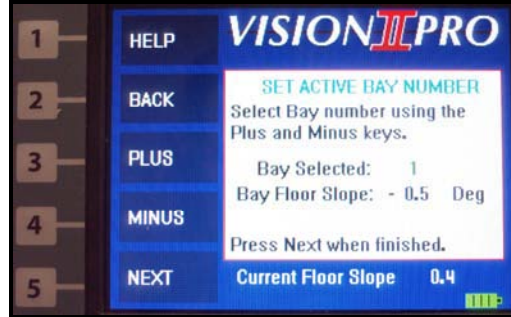 VISION II PRO
1 HELP
2 BACK
3 PLUS
4 MINUS
5 NEXT
SET ACTIVE BAY NUMBER
Select Bay number using the
Plus and Minus keys.
Bay Selected: 1
Bay Floor Slope: - 0.5 Deg
Press Next when finished.
Current Floor Slope 0.4